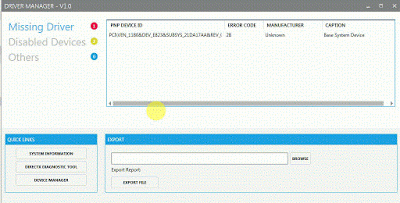 DRIVER MANAGER - V1.0
Missing Driver 1
Disabled Devices
Others
PNP DEVICE ID ERROR CODE MANUFACTURER CAPTION
28 Unknown Base System Device
QUICK LINKS
SYSTEM INFORMATION
DIRECTX DIAGNOSTIC TOOL
DEVICE MANAGER
EXPORT
BROWSE
Export Report:
EXPORT FILE